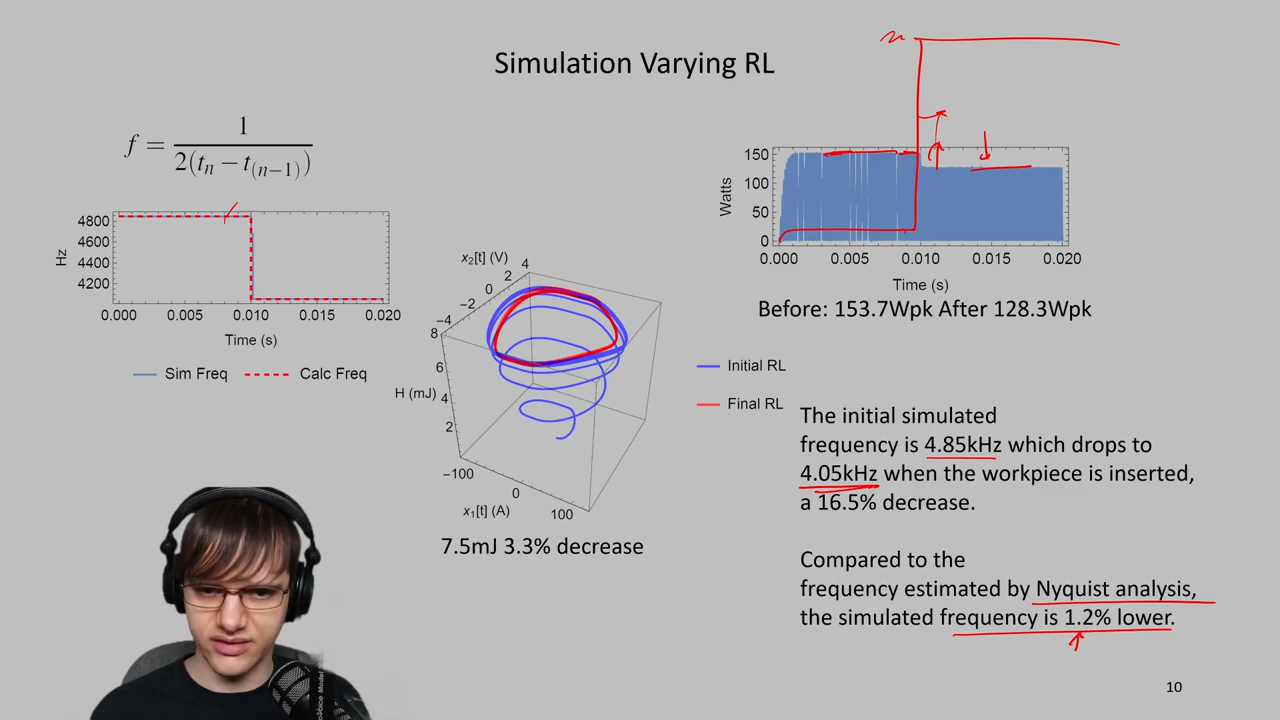 Simulation Varying RL
f = 1 / 2(tn − t(n−1))
4800
4600
4400
4200
Hz
0.000 0.005 0.010 0.015 0.020
Time (s)
Sim Freq Calc Freq
x2[t] (V)
4
2
0
−2
−4
8
6
4
2
H (mJ)
−100
0
100
x1[t] (A)
Initial RL
Final RL
7.5mJ 3.3% decrease
150
100
50
0
Watts
0.000 0.005 0.010 0.015 0.020
Time (s)
Before: 153.7Wpk After 128.3Wpk
The initial simulated
frequency is 4.85kHz which drops to
4.05kHz when the workpiece is inserted,
a 16.5% decrease.
Compared to the
frequency estimated by Nyquist analysis,
the simulated frequency is 1.2% lower.
10